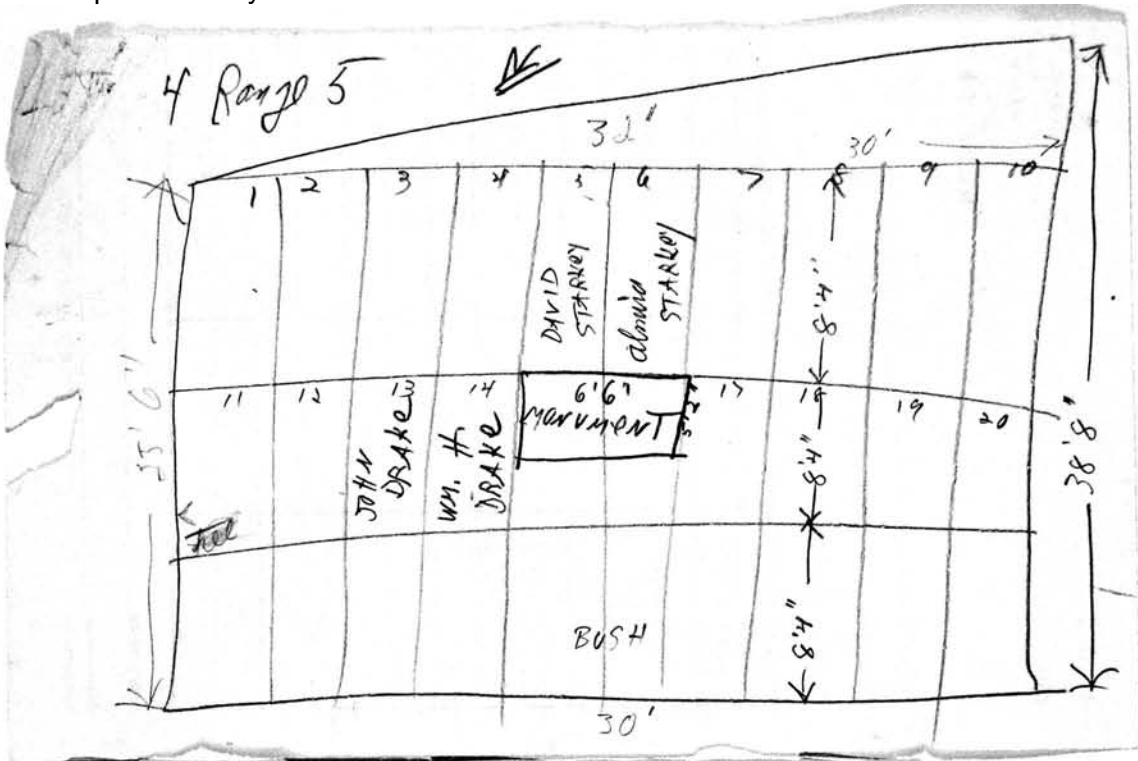 4 Range 5
N
32'
30'
1 2 3 4 5 6 7 8 9 10
DAVID
STARKEY
almira
STARKEY
8'4"
11 12 13 14 6'6" 17 18 19 20
MONUMENT
JOHN
DRAKE
WM. H
DRAKE
8'4"
38'8"
BUSH
8'4"
30'